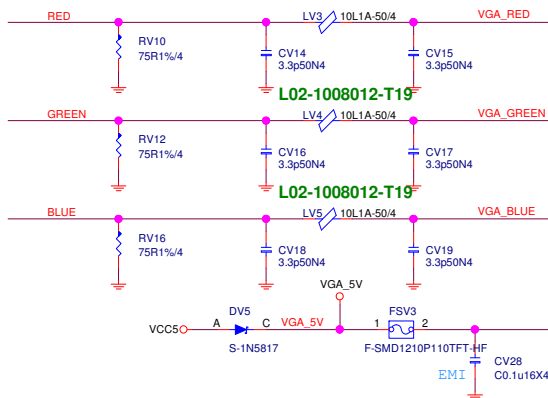 RED
LV3 10L1A-50/4
VGA_RED
RV10
75R1%/4
CV14
3.3p50N4
CV15
3.3p50N4
L02-1008012-T19
GREEN
LV4 10L1A-50/4
VGA_GREEN
RV12
75R1%/4
CV16
3.3p50N4
CV17
3.3p50N4
L02-1008012-T19
BLUE
LV5 10L1A-50/4
VGA_BLUE
RV16
75R1%/4
CV18
3.3p50N4
CV19
3.3p50N4
VGA_5V
DV5
FSV3
VCC5 A C VGA_5V 1 2
S-1N5817
F-SMD1210P110TFT-HF
CV28
EMI C0.1u16X4